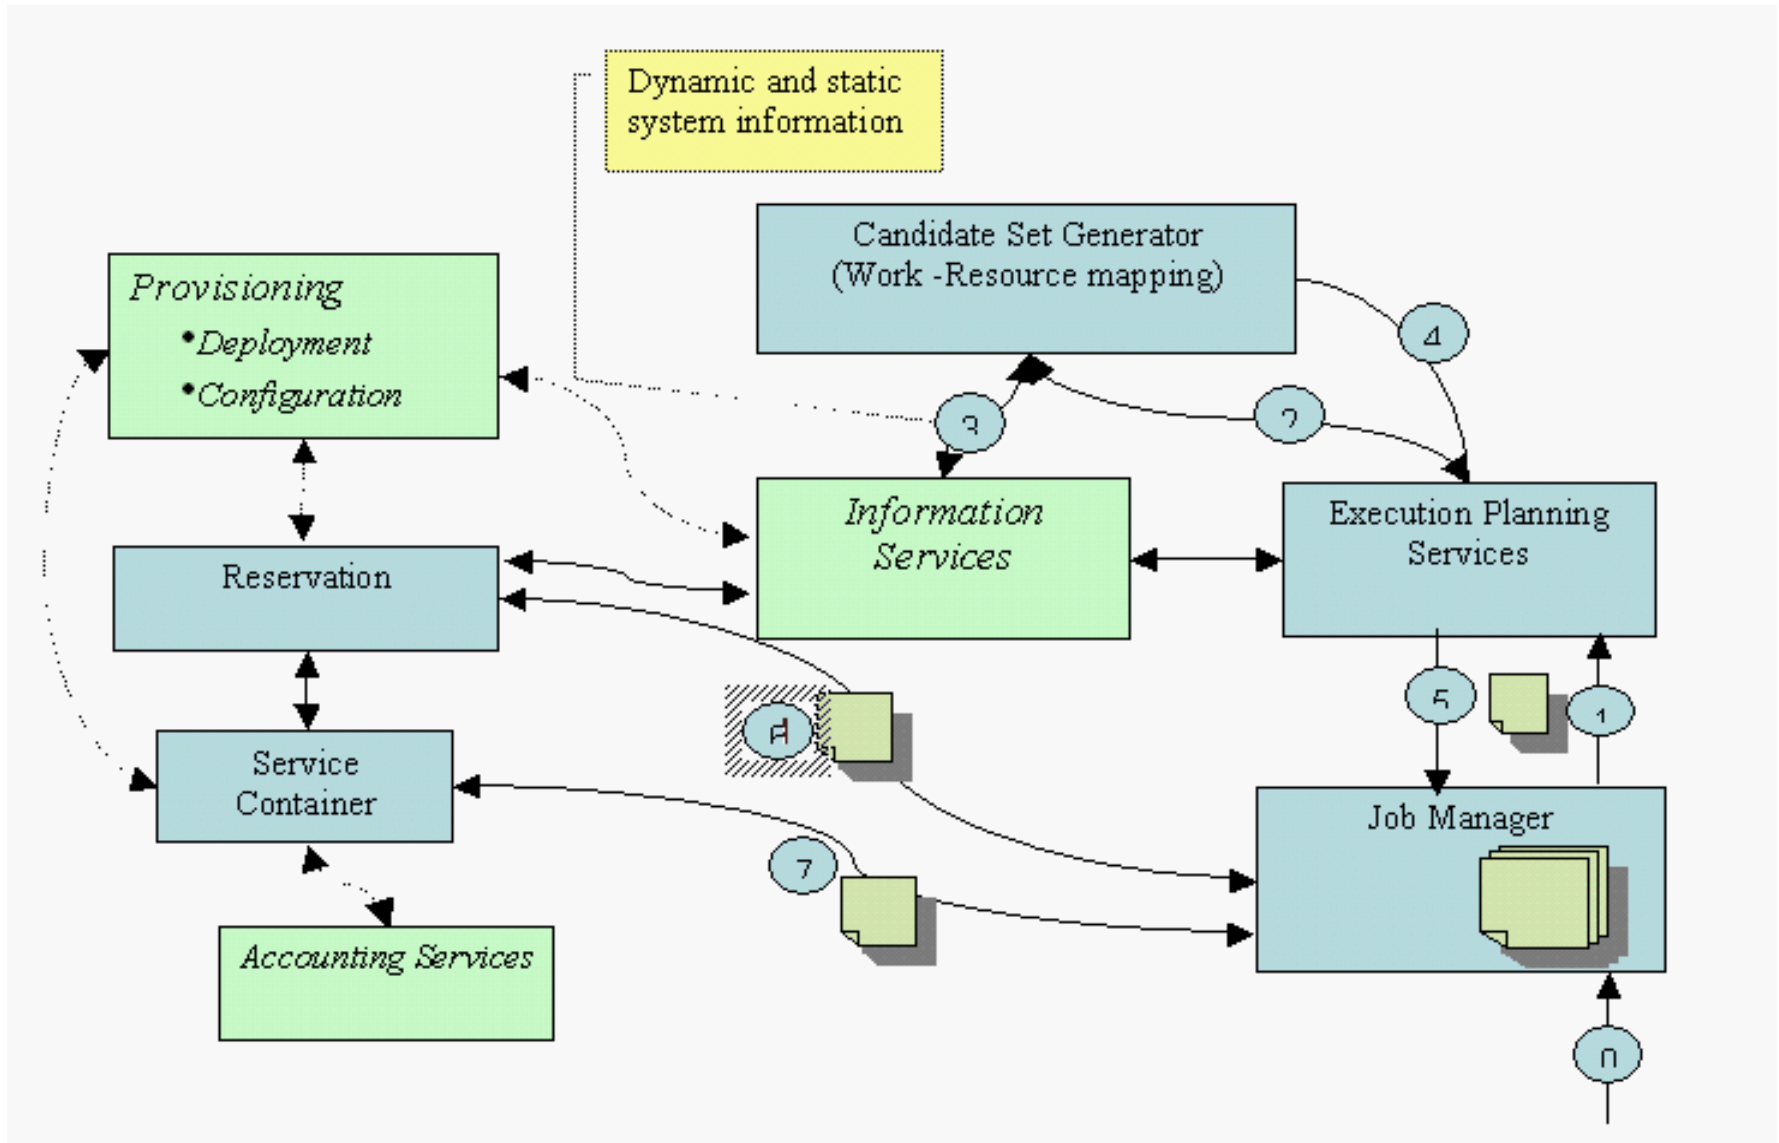 Dynamic and static
system information
Candidate Set Generator
(Work -Resource mapping)
Provisioning
•Deployment
•Configuration
4
2
3
Information
Services
Execution Planning
Services
Reservation
5
1
Service
Container
Job Manager
7
Accounting Services
0